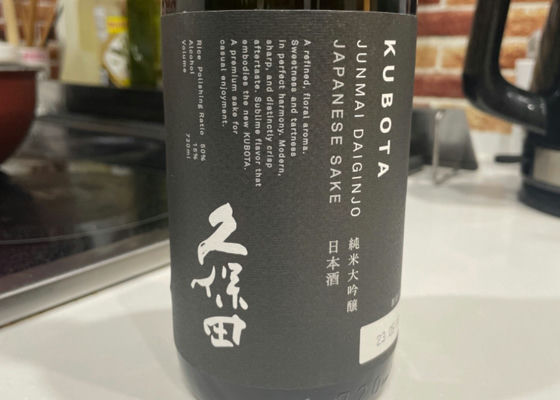 KUBOTA
JUNMAI DAIGINJO
JAPANESE SAKE
純米大吟醸
日本酒
A refined, floral aroma.
Sweetness and tartness
in perfect harmony. Modern,
sharp, and distinctly crisp
aftertaste. Sublime flavor that
embodies the new KUBOTA.
A premium sake for
casual enjoyment.
Rice Polishing Ratio 50%
Alcohol 15%
Volume 720ml
久保田